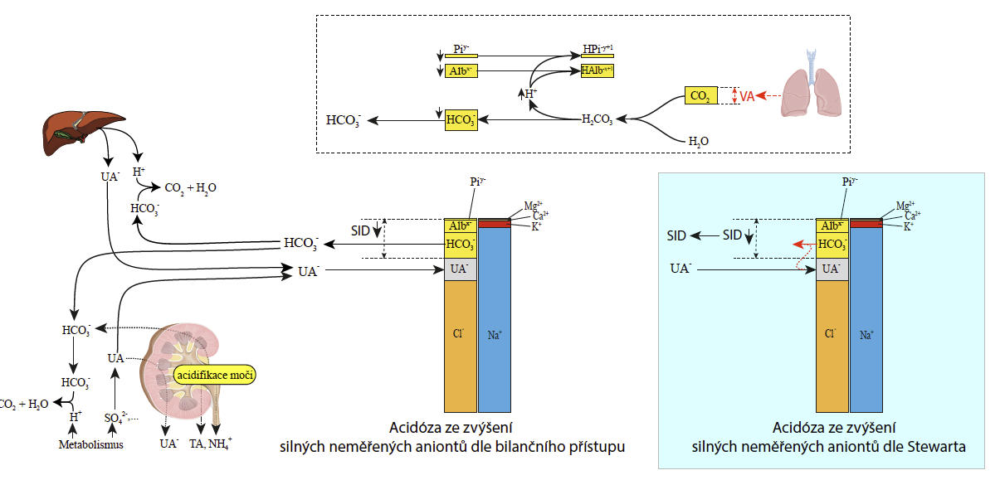 Pi^y-
HPi^-y+1
Alb^x-
HAlb^-x+1
H⁺
CO₂
VA
HCO₃⁻
HCO₃⁻
H₂CO₃
H₂O
UA⁻
H⁺
CO₂ + H₂O
HCO₃⁻
Pi^y-
Mg²⁺
Ca²⁺
K⁺
SID
Alb^x-
HCO₃⁻
HCO₃⁻
UA⁻
UA⁻
Cl⁻
Na⁺
Pi^y-
Mg²⁺
Ca²⁺
K⁺
SID
SID
Alb^x-
HCO₃⁻
UA⁻
UA⁻
Cl⁻
Na⁺
HCO₃⁻
UA
acidifikace močí
HCO₃⁻
CO₂ + H₂O
H⁺
SO₄²⁻,...
Metabolismus
UA⁻
TA, NH₄⁺
Acidóza ze zvýšení
silných neměřených aniontů dle bilančního přístupu
Acidóza ze zvýšení
silných neměřených aniontů dle Stewarta